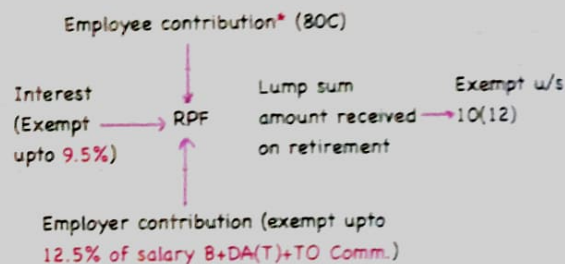 Employee contribution* (80C)
Interest
(Exempt
upto 9.5%)
RPF
Lump sum
amount received
on retirement
Exempt u/s
10(12)
Employer contribution (exempt upto
12.5% of salary B+DA(T)+TO Comm.)